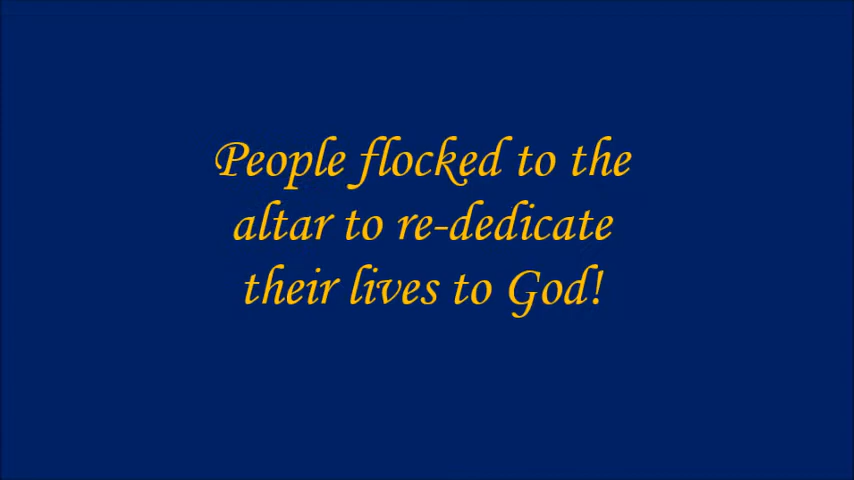 People flocked to the
altar to re-dedicate
their lives to God!